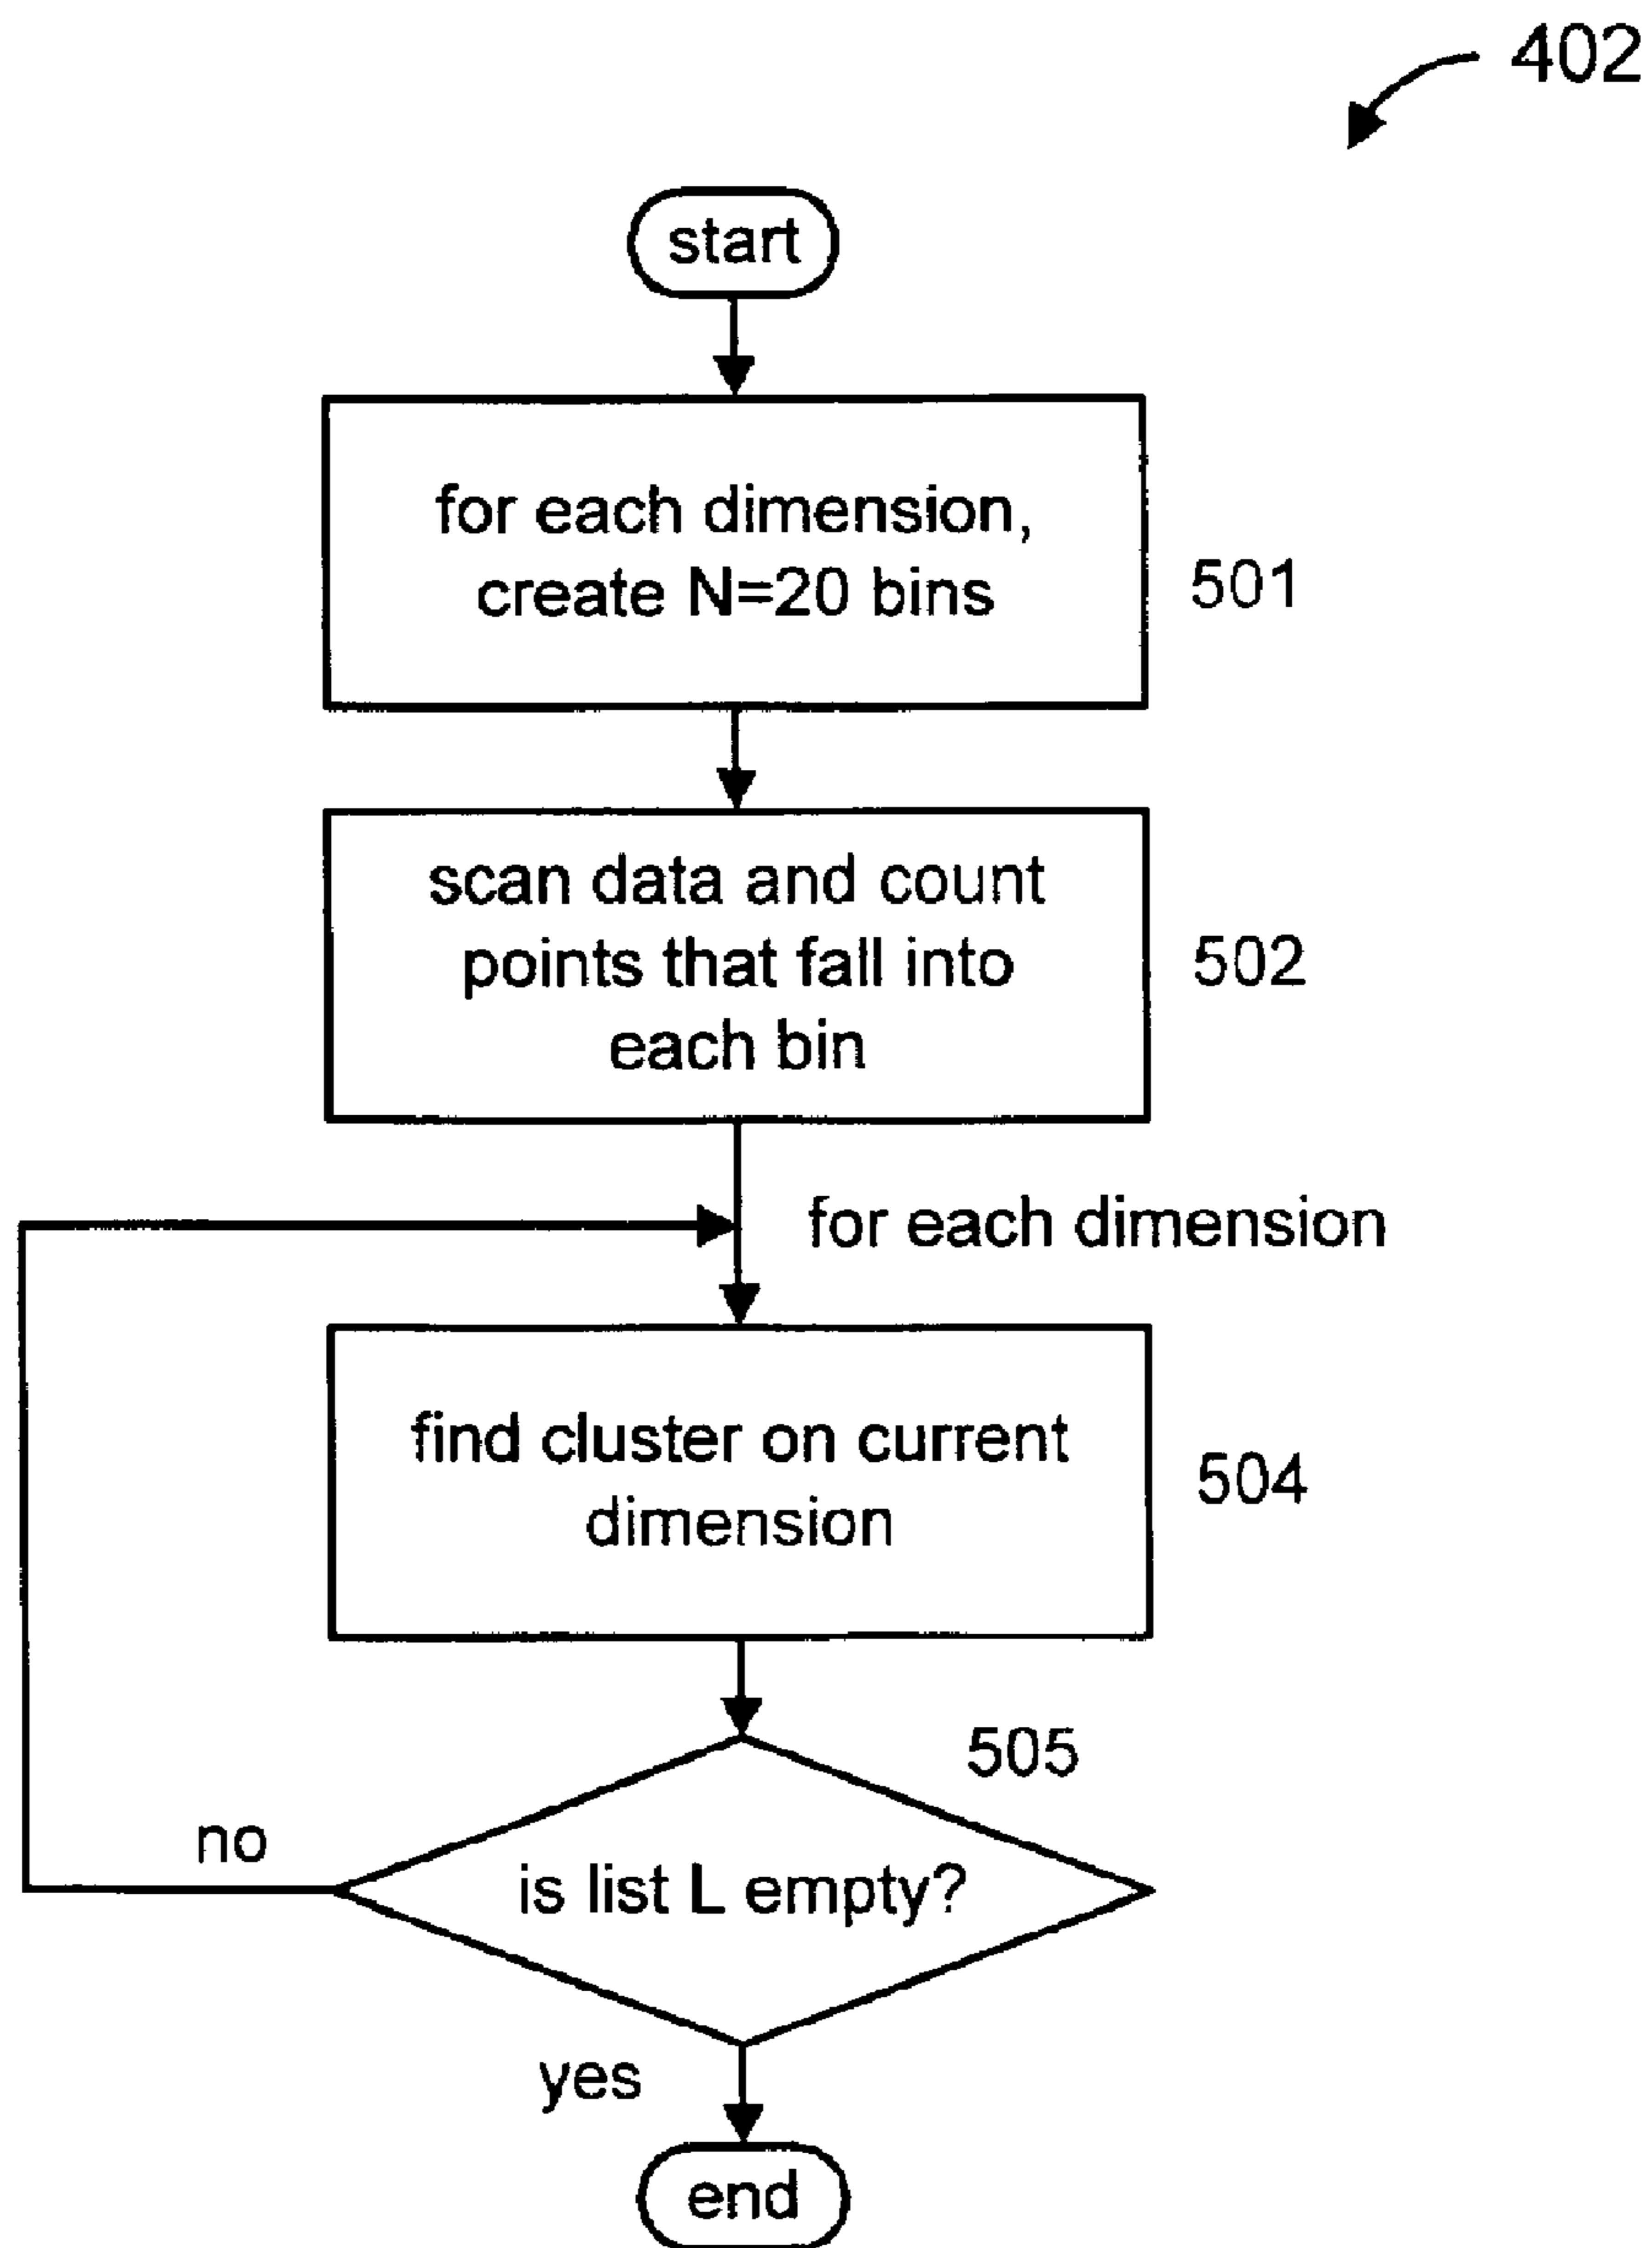 402
start
for each dimension,
create N=20 bins
501
scan data and count
points that fall into
each bin
502
for each dimension
find cluster on current
dimension
504
505
no
is list L empty?
yes
end